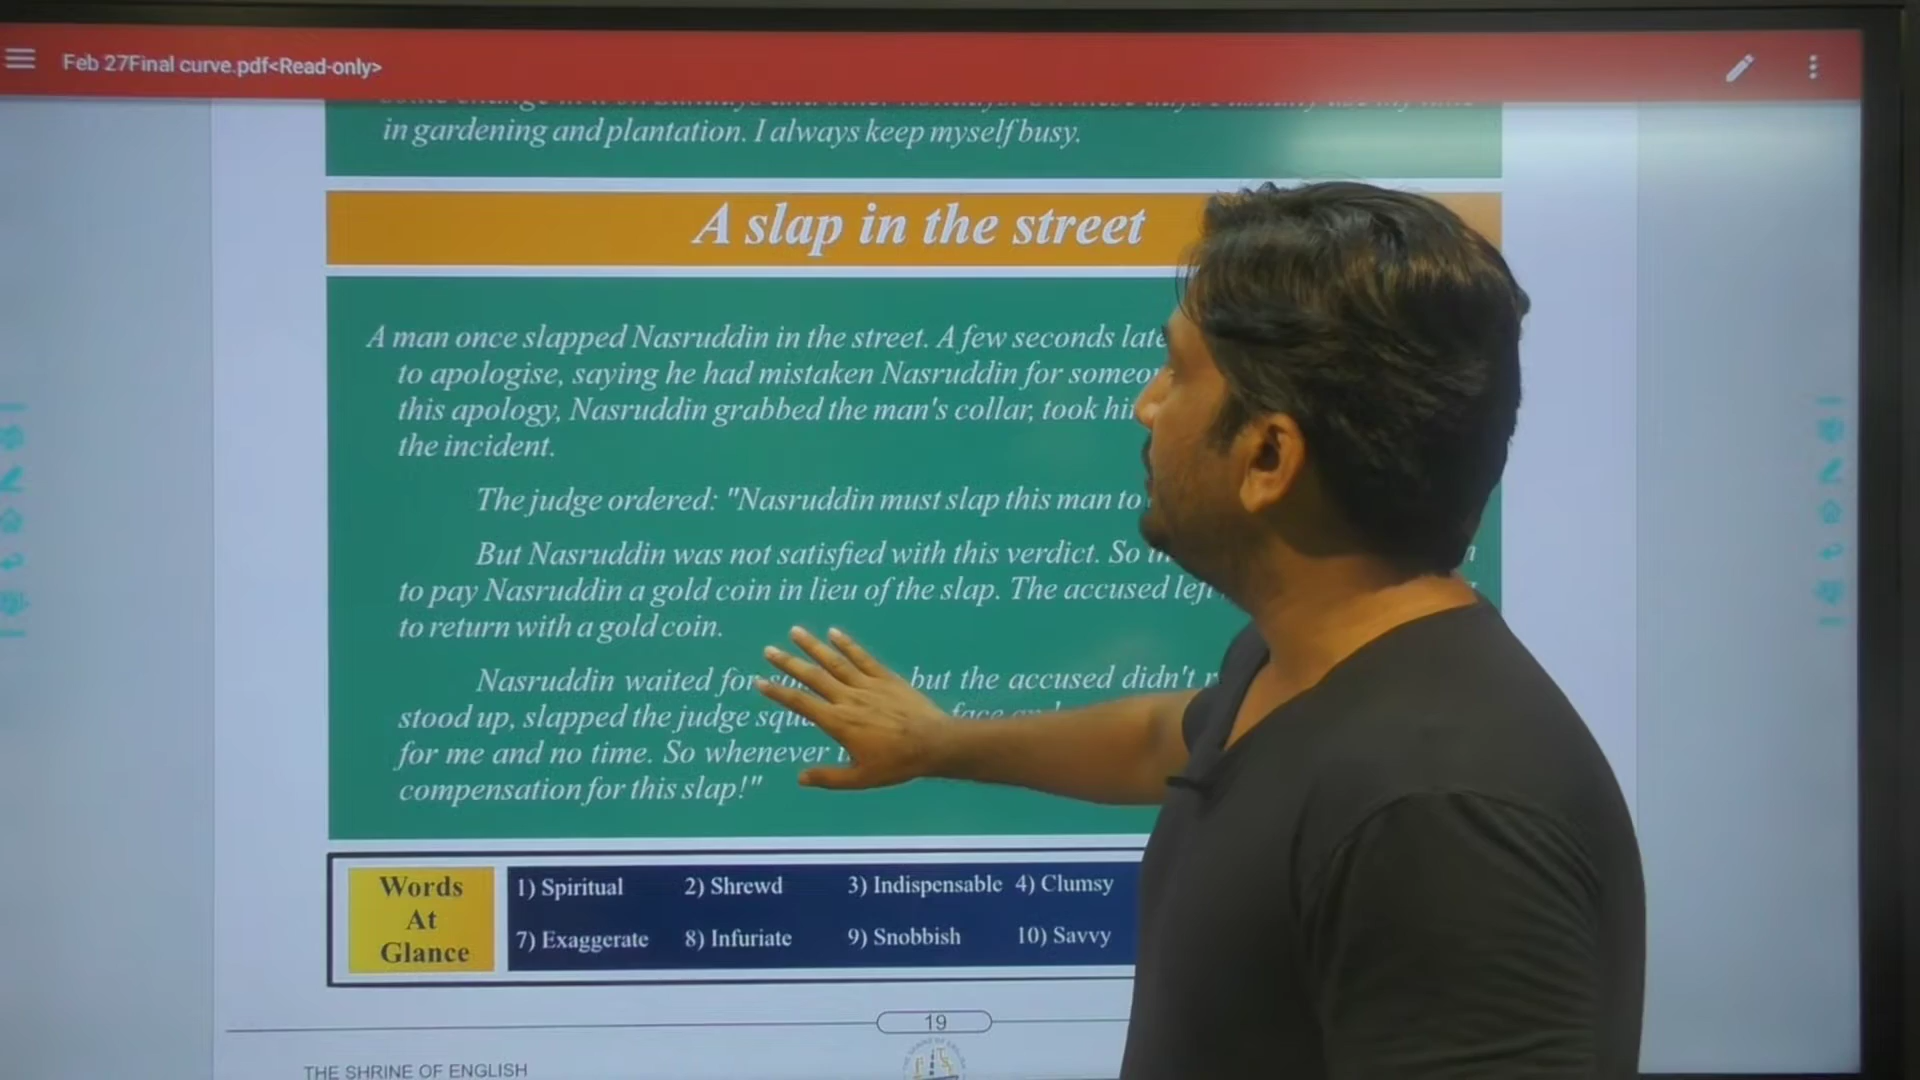 Feb 27Final curve.pdf<Read-only>
in gardening and plantation. I always keep myself busy.
A slap in the street
A man once slapped Nasruddin in the street. A few seconds
to apologise, saying he had mistaken Nasruddin for
this apology, Nasruddin grabbed the man's collar, took
the incident.
The judge ordered: "Nasruddin must slap this man to
But Nasruddin was not satisfied with this verdict. So
to pay Nasruddin a gold coin in lieu of the slap. The accused
to return with a gold coin.
Nasruddin waited for but the accused didn't
stood up, slapped the judge face
for me and no time. So whenever
compensation for this slap!"
Words
At
Glance
1) Spiritual 2) Shrewd 3) Indispensable 4) Clumsy
7) Exaggerate 8) Infuriate 9) Snobbish 10) Savvy
19
THE SHRINE OF ENGLISH